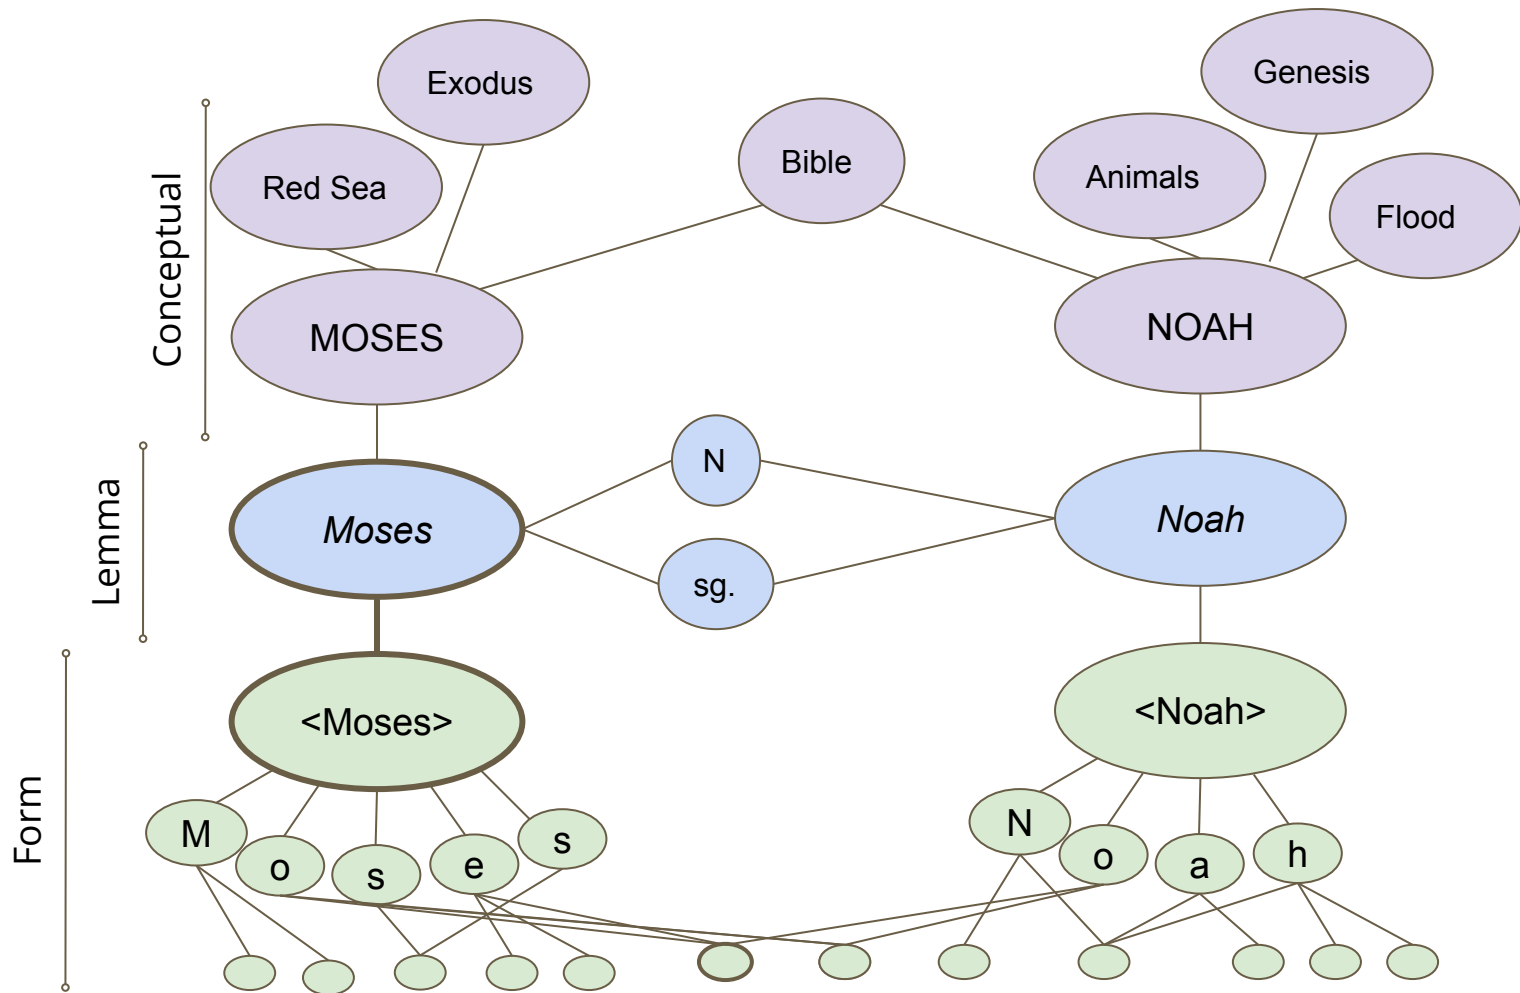 Exodus
Genesis
Bible
Animals
Red Sea
Flood
Conceptual
MOSES
NOAH
N
Lemma
Moses
Noah
sg.
<Moses>
<Noah>
Form
M
o
s
e
s
N
o
a
h